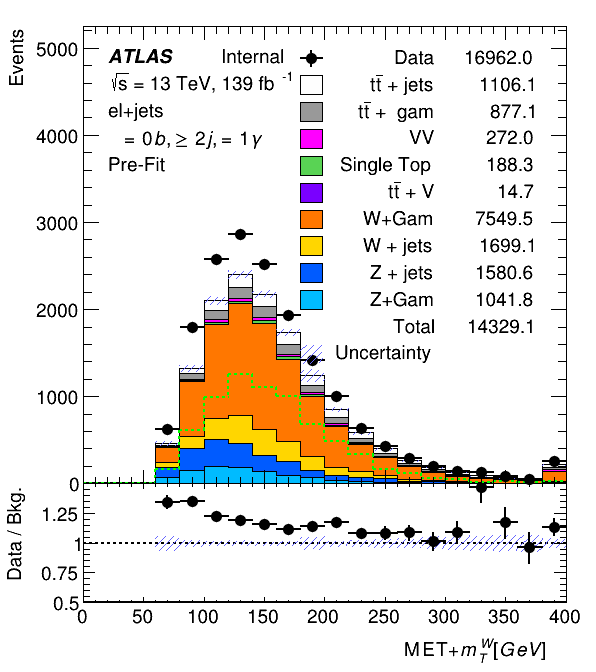 Events
5000
4000
3000
2000
1000
0
ATLAS Internal
√s = 13 TeV, 139 fb⁻¹
el+jets
= 0b, ≥ 2j, = 1γ
Pre-Fit
Data 16962.0
tt̄ + jets 1106.1
tt̄ + gam 877.1
VV 272.0
Single Top 188.3
tt̄ + V 14.7
W+Gam 7549.5
W + jets 1699.1
Z + jets 1580.6
Z+Gam 1041.8
Total 14329.1
Uncertainty
Data / Bkg.
1.25
1
0.75
0.5
0 50 100 150 200 250 300 350 400
MET+m_T^W[GeV]